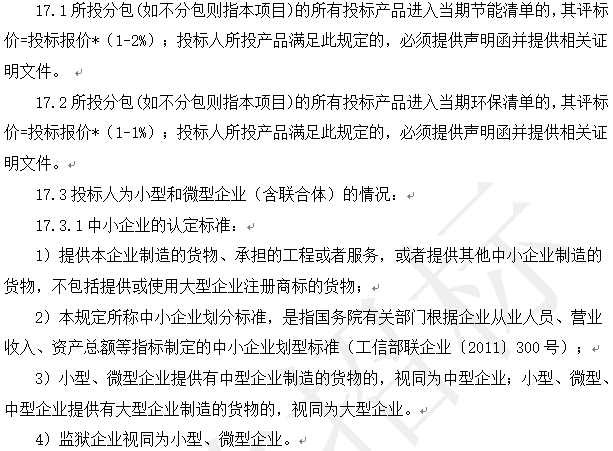 17.1 所投分包(如不分包则指本项目)的所有投标产品进入当期节能清单的，其评标
价=投标报价*（1-2%）；投标人所投产品满足此规定的，必须提供声明函并提供相关证
明文件。
17.2 所投分包(如不分包则指本项目)的所有投标产品进入当期环保清单的，其评标
价=投标报价*（1-1%）；投标人所投产品满足此规定的，必须提供声明函并提供相关证
明文件。
17.3 投标人为小型和微型企业（含联合体）的情况：
17.3.1 中小企业的认定标准：
1）提供本企业制造的货物、承担的工程或者服务，或者提供其他中小企业制造的
货物，不包括提供或使用大型企业注册商标的货物；
2）本规定所称中小企业划分标准，是指国务院有关部门根据企业从业人员、营业
收入、资产总额等指标制定的中小企业划型标准（工信部联企业〔2011〕300 号）；
3）小型、微型企业提供有中型企业制造的货物的，视同为中型企业；小型、微型、
中型企业提供有大型企业制造的货物的，视同为大型企业。
4）监狱企业视同为小型、微型企业。
招标